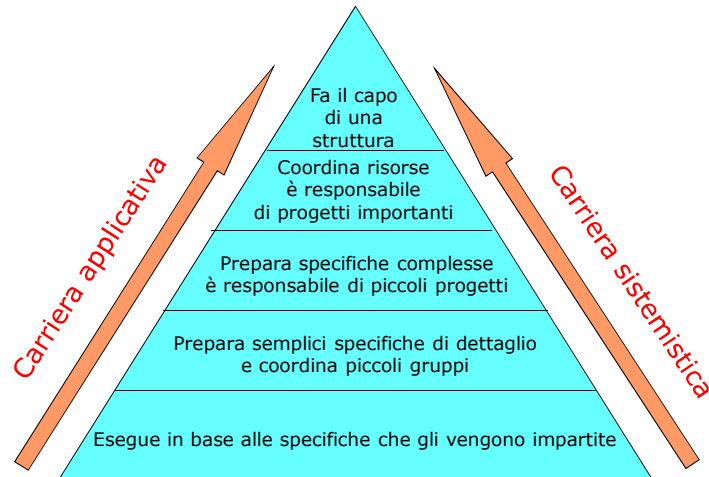 Fa il capo
di una
struttura
Coordina risorse
è responsabile
di progetti importanti
Prepara specifiche complesse
è responsabile di piccoli progetti
Prepara semplici specifiche di dettaglio
e coordina piccoli gruppi
Esegue in base alle specifiche che gli vengono impartite
Carriera applicativa
Carriera sistemistica